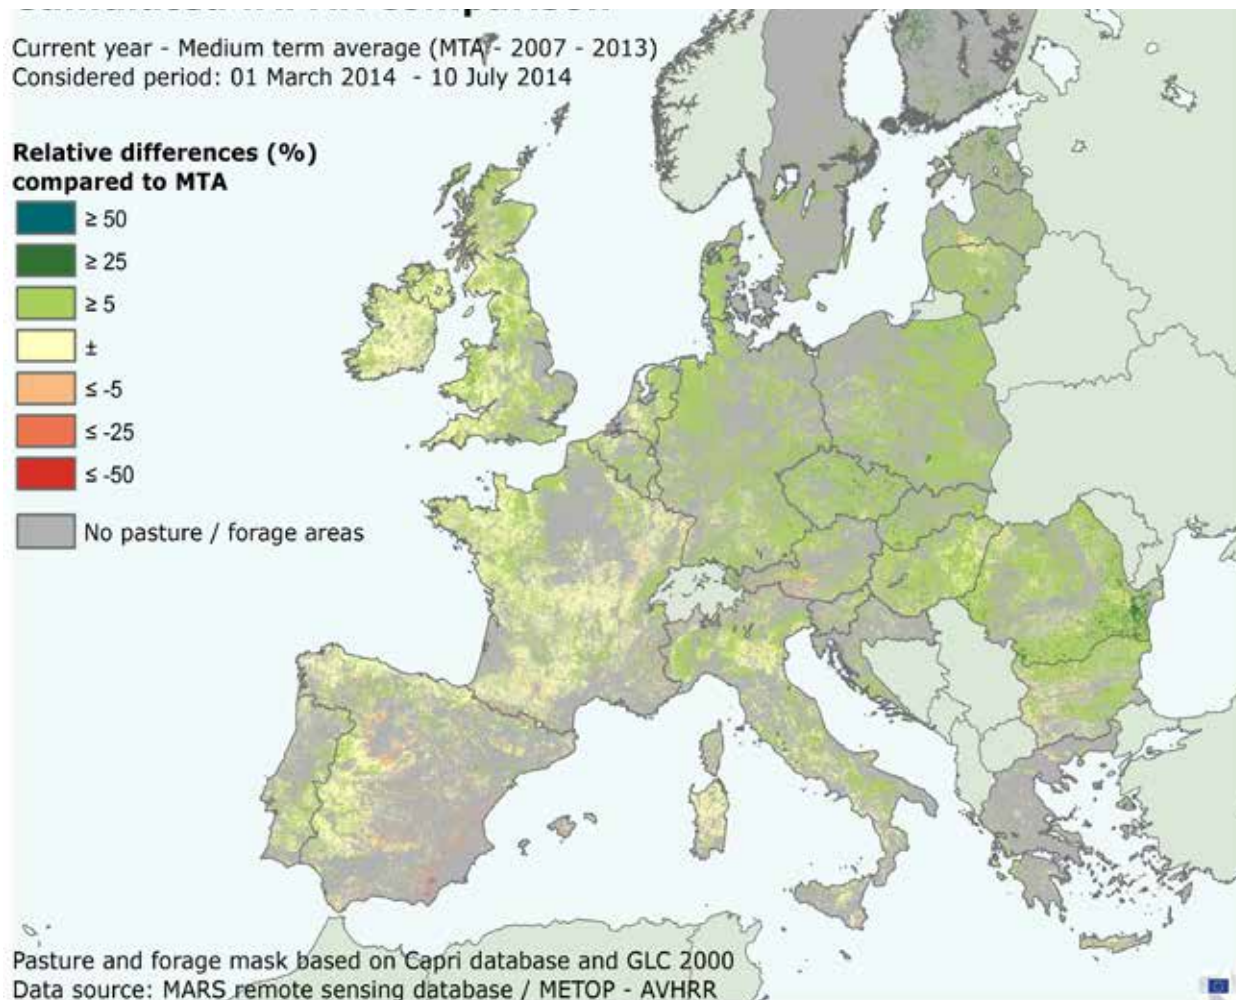 Current year - Medium term average (MTA - 2007 - 2013)
Considered period: 01 March 2014 - 10 July 2014
Relative differences (%)
compared to MTA
≥ 50
≥ 25
≥ 5
±
≤ -5
≤ -25
≤ -50
No pasture / forage areas
Pasture and forage mask based on Capri database and GLC 2000
Data source: MARS remote sensing database / METOP - AVHRR